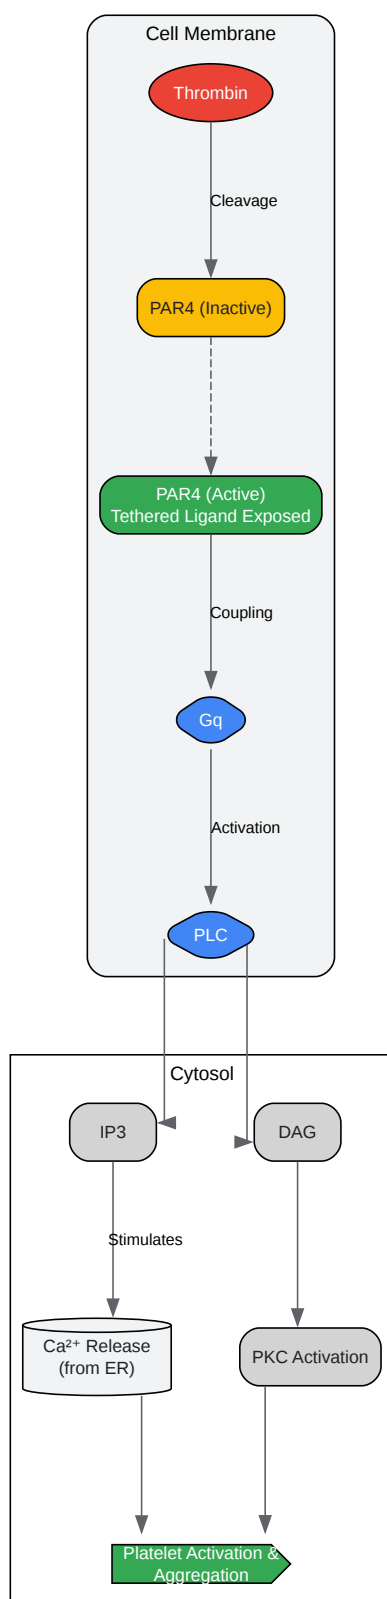 Cell Membrane
Thrombin
Cleavage
PAR4 (Inactive)
PAR4 (Active)
Tethered Ligand Exposed
Coupling
Gq
Activation
PLC
Cytosol
IP3
DAG
Stimulates
Ca²⁺ Release
(from ER)
PKC Activation
Platelet Activation &
Aggregation